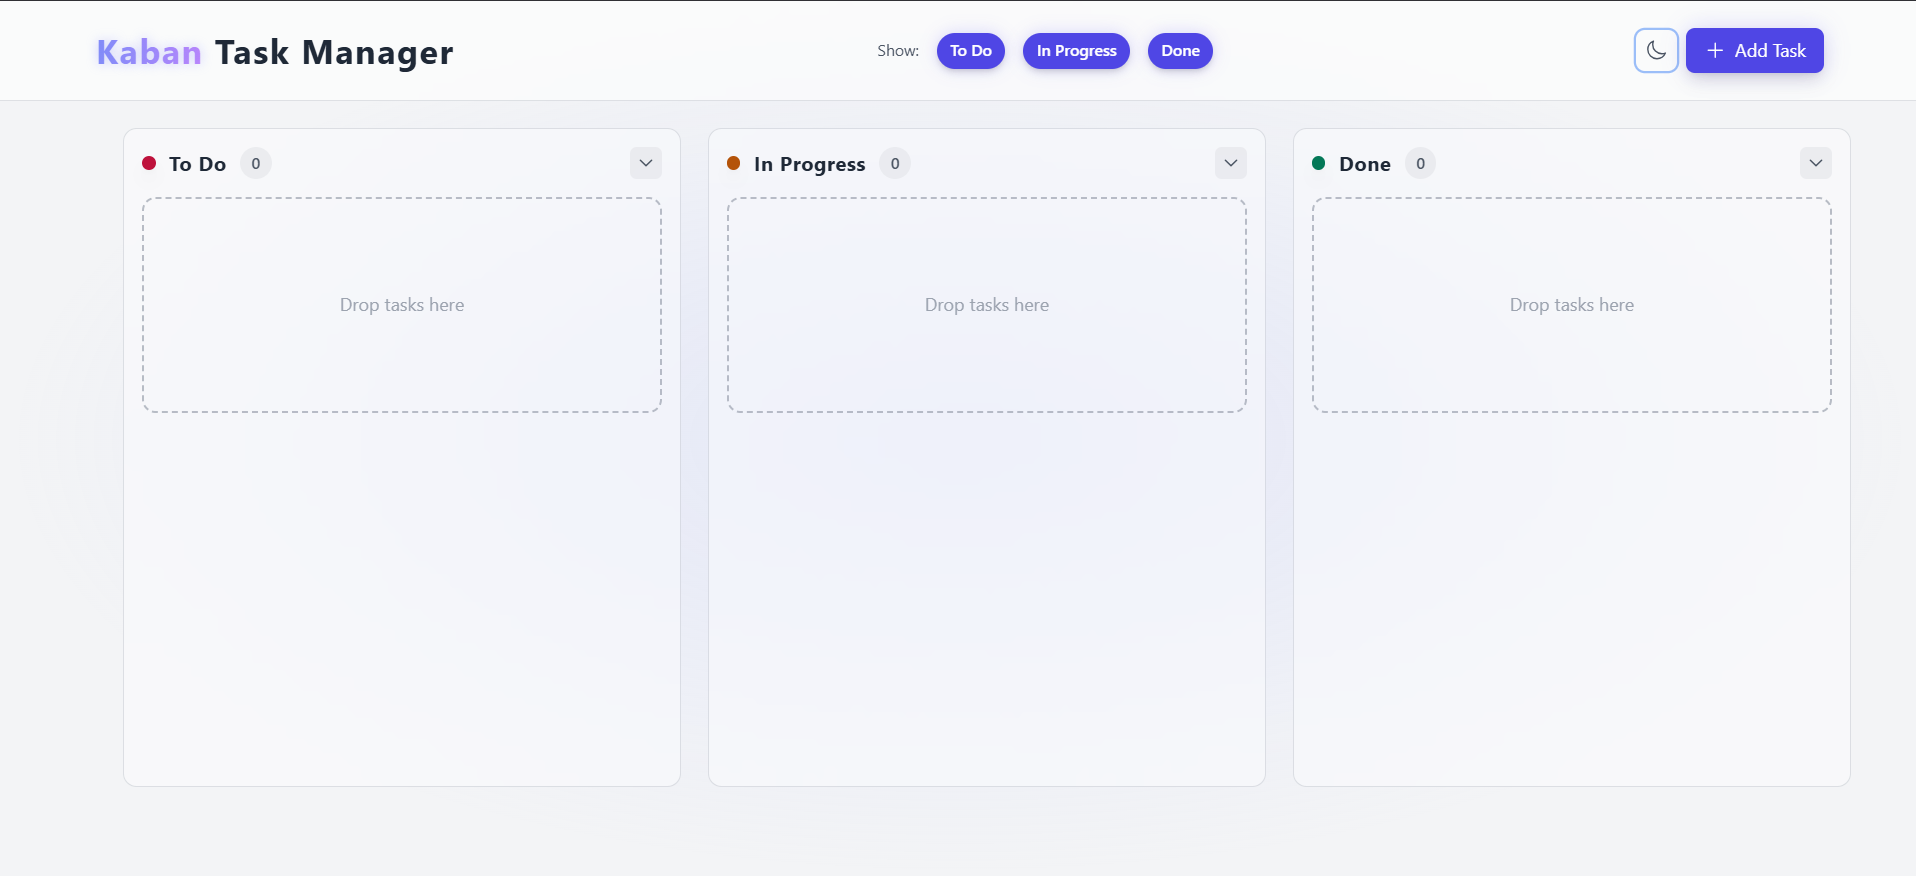 Kaban Task Manager
Show: To Do In Progress Done
Add Task
To Do 0
Drop tasks here
In Progress 0
Drop tasks here
Done 0
Drop tasks here